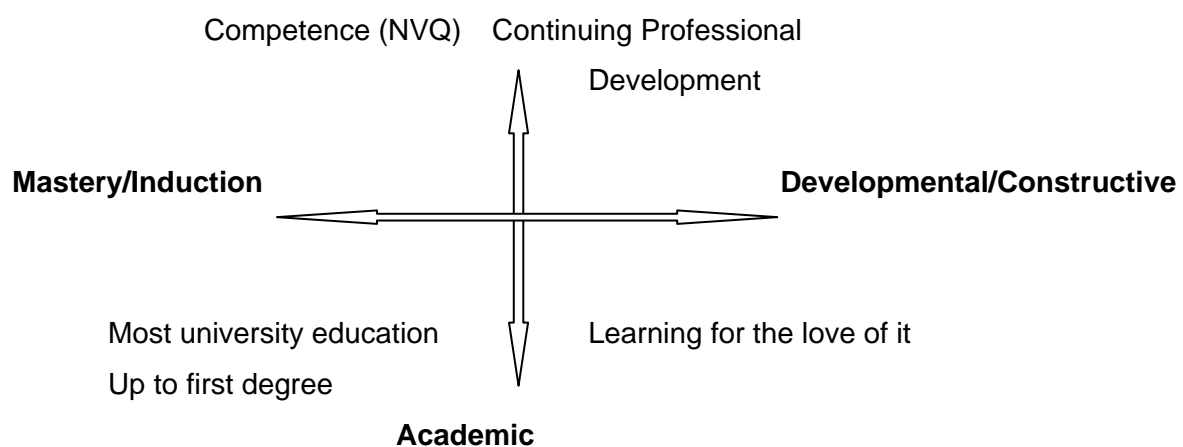 Competence (NVQ) Continuing Professional
Development
Mastery/Induction Developmental/Constructive
Most university education Learning for the love of it
Up to first degree
Academic